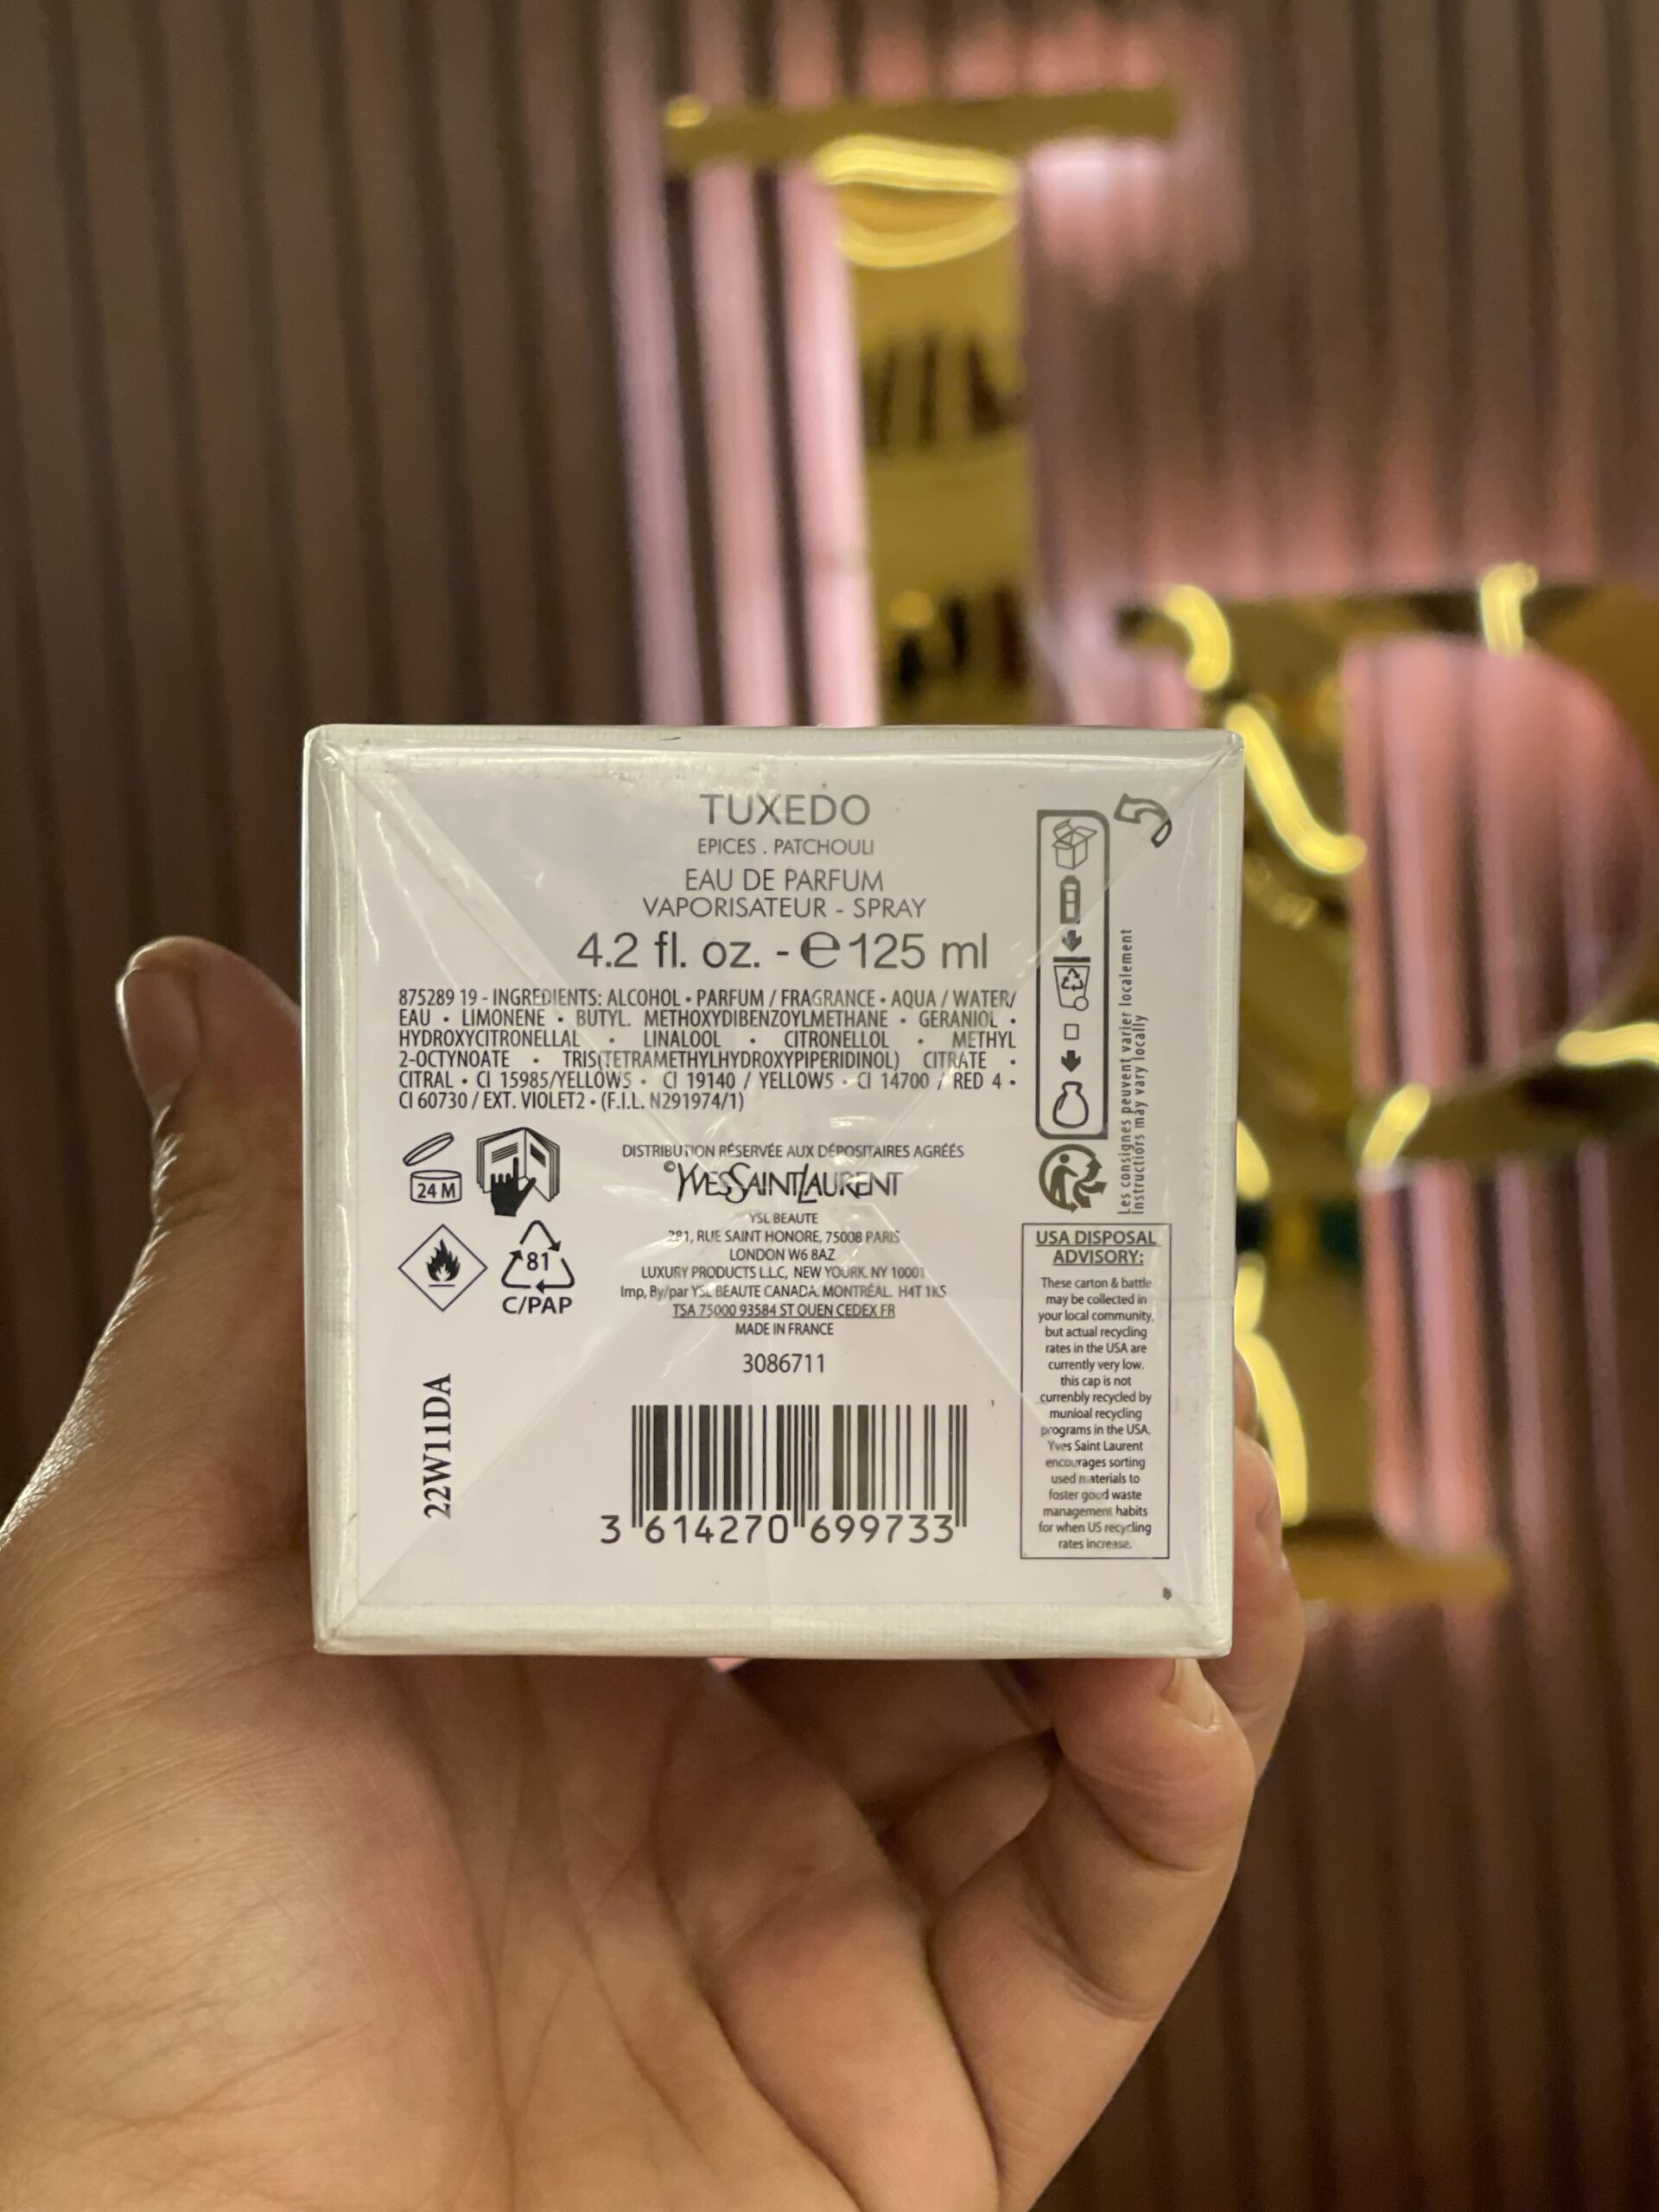 TUXEDO
EPICES . PATCHOULI
EAU DE PARFUM
VAPORISATEUR - SPRAY
4.2 fl. oz. - e 125 ml
875289 19 - INGREDIENTS: ALCOHOL • PARFUM / FRAGRANCE • AQUA / WATER/
EAU • LIMONENE • BUTYL. METHOXYDIBENZOYLMETHANE • GERANIOL •
HYDROXYCITRONELLAL • LINALOOL • CITRONELLOL • METHYL
2-OCTYNOATE • TRIS(TETRAMETHYLHYDROXYPIPERIDINOL) CITRATE •
CITRAL • CI 15985/YELLOW5 • CI 19140 / YELLOW5 • CI 14700 / RED 4 •
CI 60730 / EXT. VIOLET2 • (F.I.L. N291974/1)
Les consignes peuvent varier localement
Instructiors may vary locally
24 M
81
C/PAP
DISTRIBUTION RÉSERVÉE AUX DÉPOSITAIRES AGRÉÉS
©YVESSAINTLAURENT
YSL BEAUTE
281, RUE SAINT HONORE, 75008 PARIS
LONDON W6 8AZ
LUXURY PRODUCTS L.L.C, NEW YOURK. NY 10001
Imp, By/par YSL BEAUTE CANADA. MONTRÉAL. H4T 1K5
TSA 75000 93584 ST OUEN CEDEX FR
MADE IN FRANCE
3086711
22W11DA
3 614270 699733
USA DISPOSAL
ADVISORY:
These carton & battle
may be collected in
your local community,
but actual recycling
rates in the USA are
currently very low.
this cap is not
currenbly recycled by
munioal recycling
programs in the USA.
Yves Saint Laurent
encourages sorting
used materials to
foster good waste
management habits
for when US recycling
rates increase.